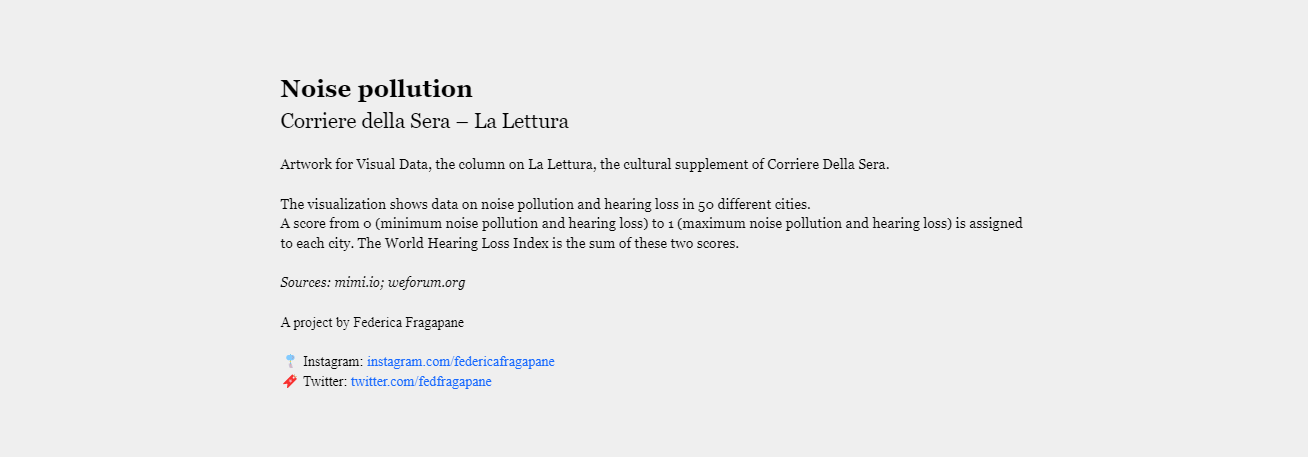 Noise pollution
Corriere della Sera – La Lettura
Artwork for Visual Data, the column on La Lettura, the cultural supplement of Corriere Della Sera.
The visualization shows data on noise pollution and hearing loss in 50 different cities.
A score from 0 (minimum noise pollution and hearing loss) to 1 (maximum noise pollution and hearing loss) is assigned
to each city. The World Hearing Loss Index is the sum of these two scores.
Sources: mimi.io; weforum.org
A project by Federica Fragapane
Instagram: instagram.com/federicafragapane
Twitter: twitter.com/fedfragapane